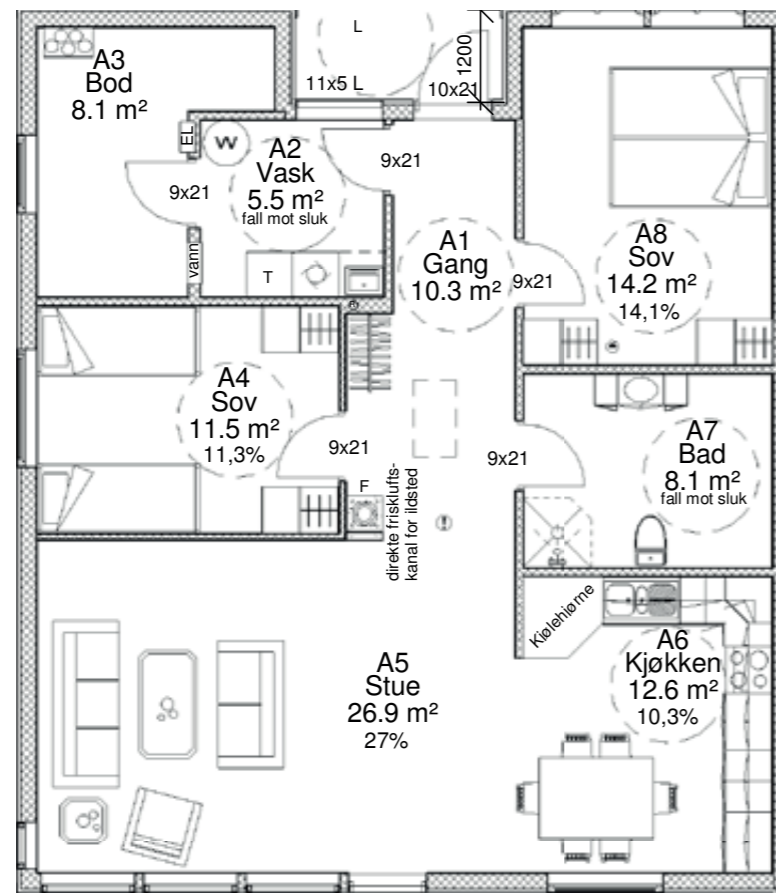 A3
Bod
8.1 m²
L
11x5 L
10x21
1200
EL
W
A2
Vask
5.5 m²
fall mot sluk
9x21
9x21
vann
T
A1
Gang
10.3 m²
9x21
A8
Sov
14.2 m²
14,1%
A4
Sov
11.5 m²
11,3%
9x21
F
direkte frisklufts-
kanal for ildsted
9x21
A7
Bad
8.1 m²
fall mot sluk
Kjølehjørne
A6
Kjøkken
12.6 m²
10,3%
A5
Stue
26.9 m²
27%